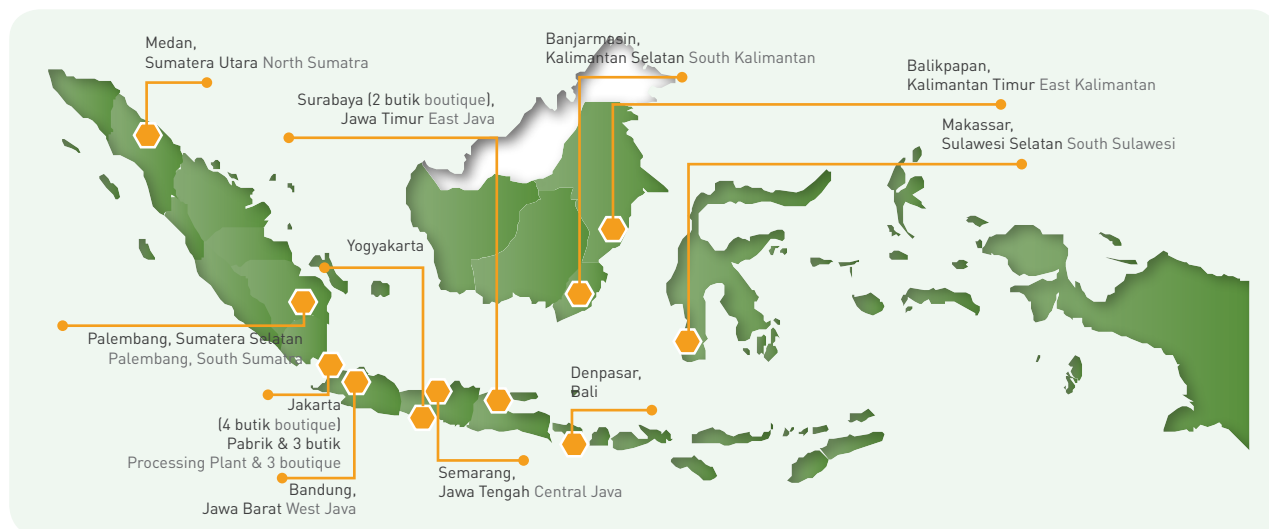 Medan,
Sumatera Utara North Sumatra
Banjarmasin,
Kalimantan Selatan South Kalimantan
Balikpapan,
Kalimantan Timur East Kalimantan
Surabaya (2 butik boutique),
Jawa Timur East Java
Makassar,
Sulawesi Selatan South Sulawesi
Yogyakarta
Palembang, Sumatera Selatan
Palembang, South Sumatra
Denpasar,
Bali
Jakarta
(4 butik boutique)
Pabrik & 3 butik
Processing Plant & 3 boutique
Semarang,
Jawa Tengah Central Java
Bandung,
Jawa Barat West Java